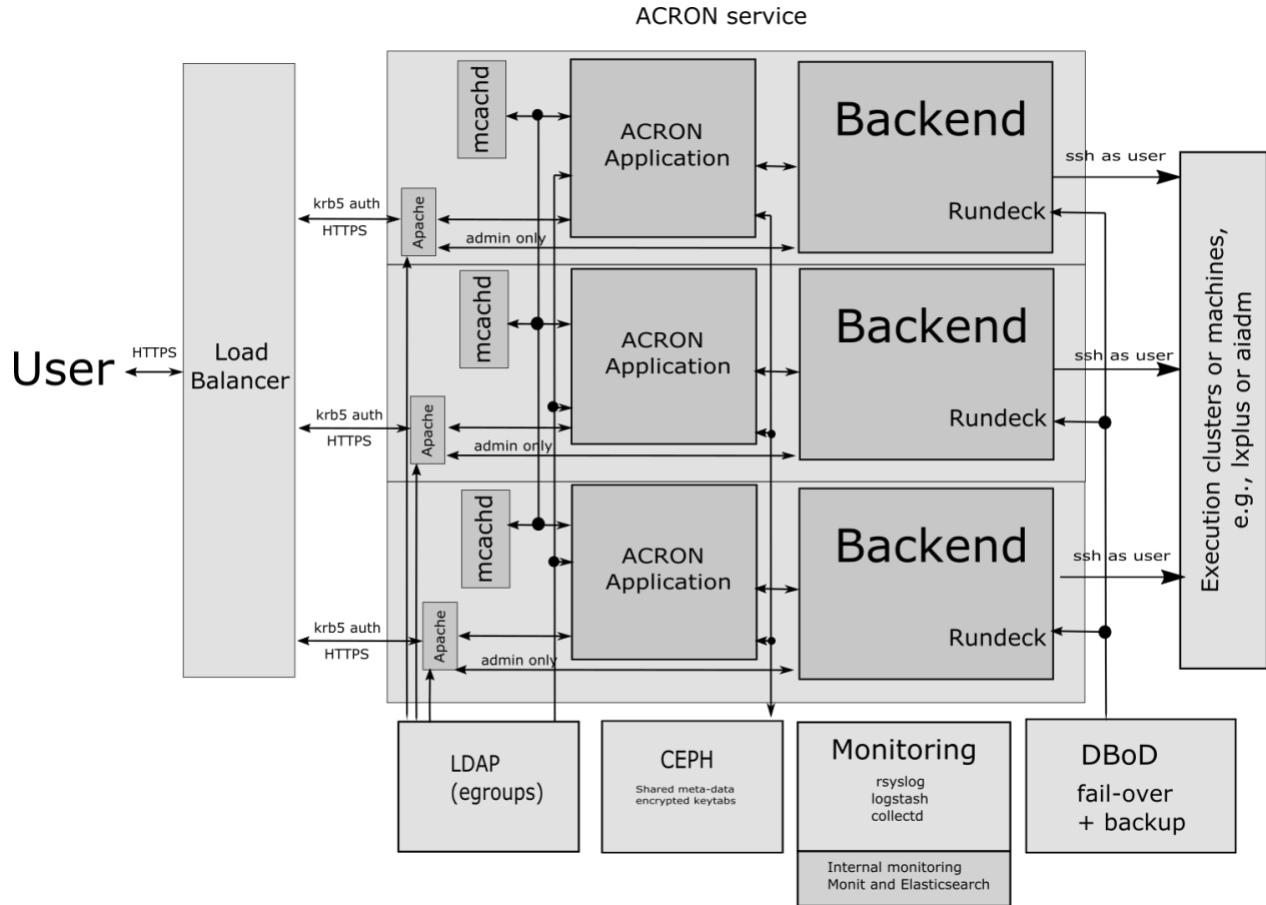 ACRON service
User
HTTPS
Load
Balancer
krb5 auth
HTTPS
mcachd
Apache
admin only
ACRON
Application
Backend
Rundeck
ssh as user
krb5 auth
HTTPS
mcachd
Apache
admin only
ACRON
Application
Backend
Rundeck
ssh as user
krb5 auth
HTTPS
mcachd
Apache
admin only
ACRON
Application
Backend
Rundeck
ssh as user
Execution clusters or machines,
e.g., lxplus or aiadm
LDAP
(egroups)
CEPH
Shared meta-data
encrypted keytabs
Monitoring
rsyslog
logstash
collectd
Internal monitoring
Monit and Elasticsearch
DBoD
fail-over
+ backup